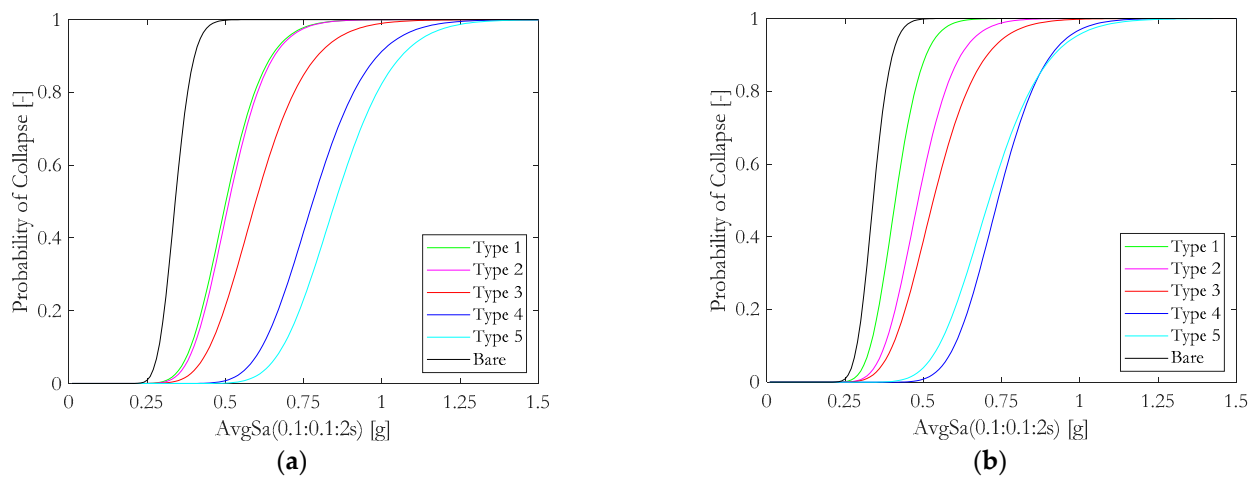 Probability of Collapse [-]
1
0.8
0.6
0.4
0.2
0
0
0.25
0.5
0.75
1
1.25
1.5
AvgSa(0.1:0.1:2s) [g]
Type 1
Type 2
Type 3
Type 4
Type 5
Bare
(a)
Probability of Collapse [-]
1
0.8
0.6
0.4
0.2
0
0
0.25
0.5
0.75
1
1.25
1.5
AvgSa(0.1:0.1:2s) [g]
Type 1
Type 2
Type 3
Type 4
Type 5
Bare
(b)